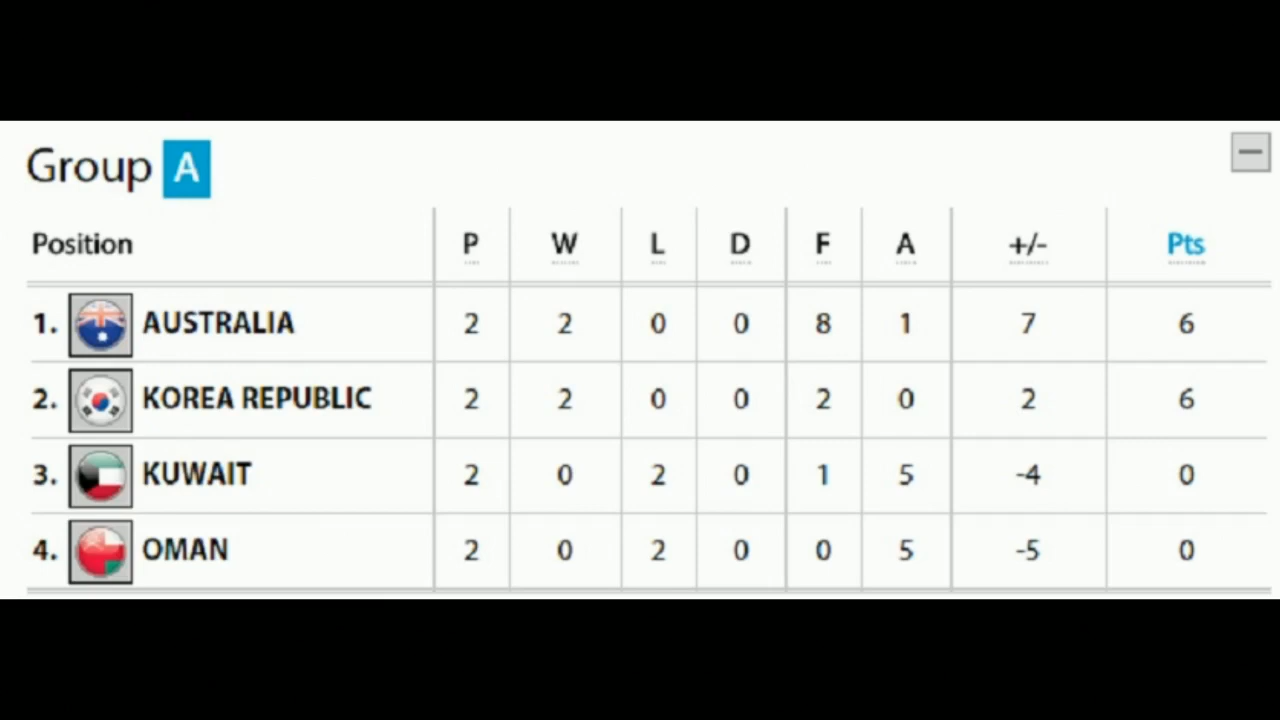 Group A
Position P W L D F A +/- Pts
1. AUSTRALIA 2 2 0 0 8 1 7 6
2. KOREA REPUBLIC 2 2 0 0 2 0 2 6
3. KUWAIT 2 0 2 0 1 5 -4 0
4. OMAN 2 0 2 0 0 5 -5 0